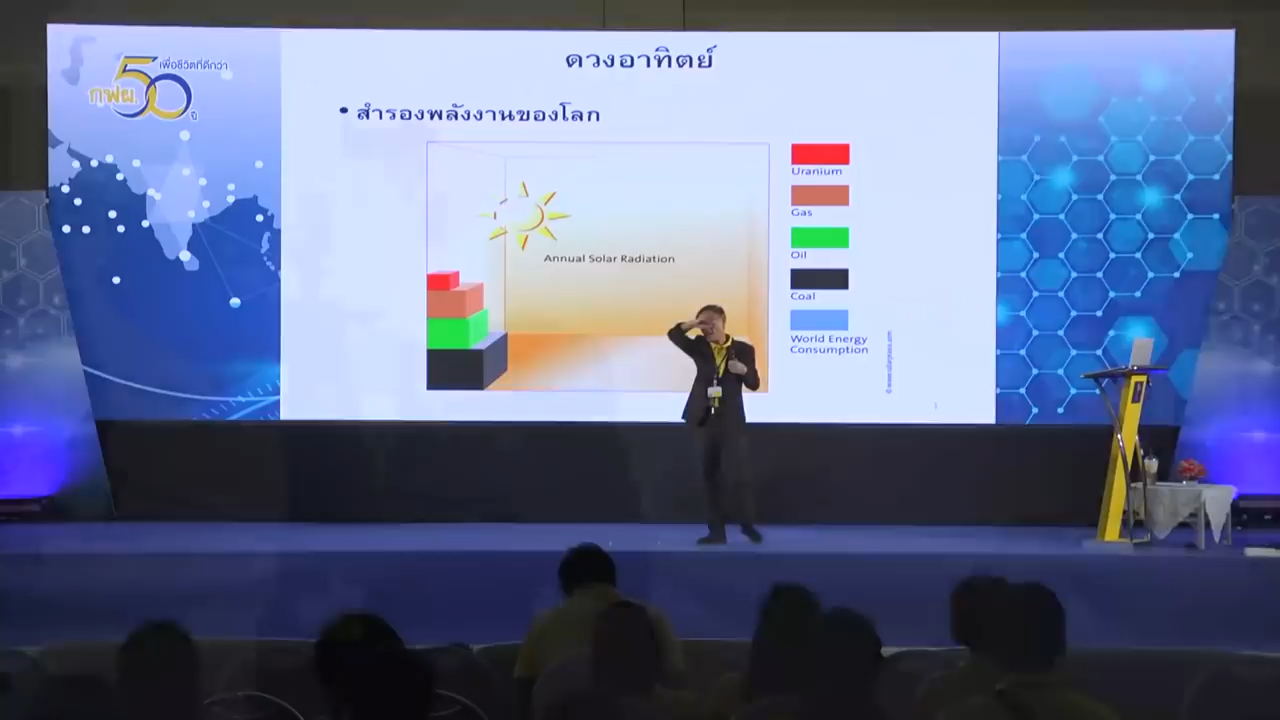 เพื่อชีวิตที่ดีกว่า
กฟผ. 50 ปี
ดวงอาทิตย์
• สำรองพลังงานของโลก
Annual Solar Radiation
Uranium
Gas
Oil
Coal
World Energy
Consumption